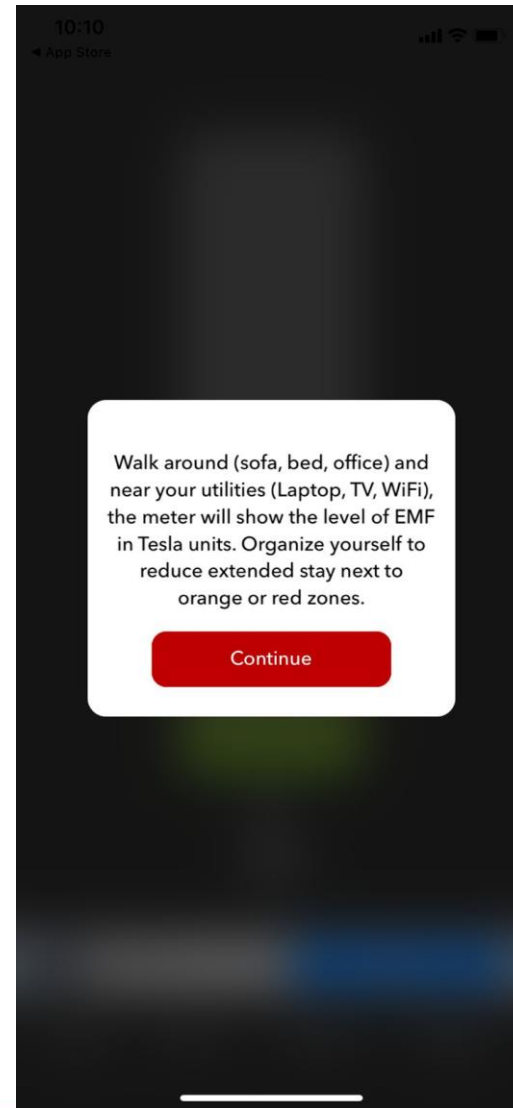 10:10
◀ App Store
Walk around (sofa, bed, office) and
near your utilities (Laptop, TV, WiFi),
the meter will show the level of EMF
in Tesla units. Organize yourself to
reduce extended stay next to
orange or red zones.
Continue